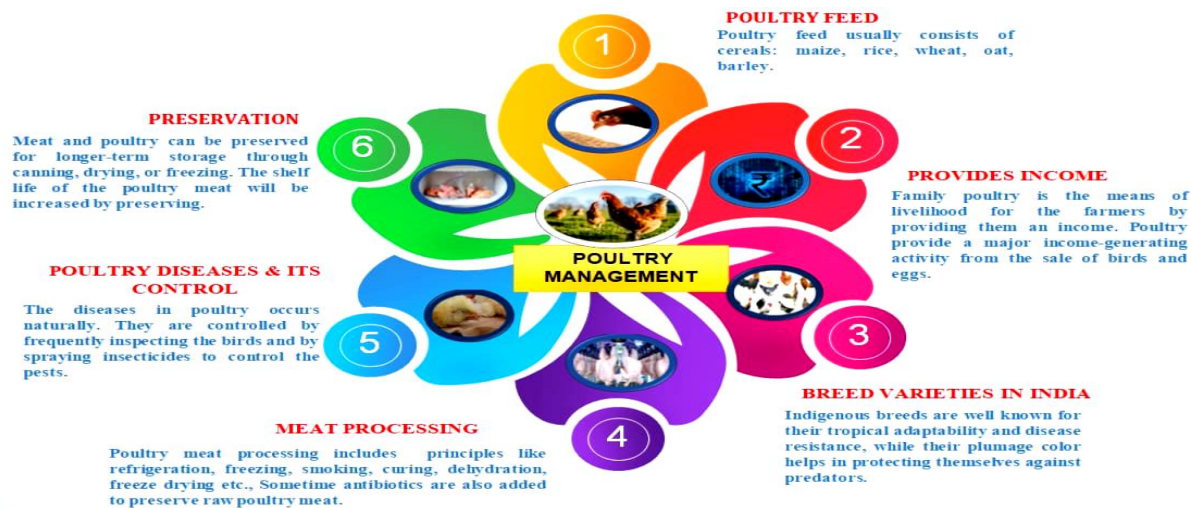 1
POULTRY FEED
Poultry feed usually consists of
cereals: maize, rice, wheat, oat,
barley.
2
PROVIDES INCOME
Family poultry is the means of
livelihood for the farmers by
providing them an income. Poultry
provide a major income-generating
activity from the sale of birds and
eggs.
3
BREED VARIETIES IN INDIA
Indigenous breeds are well known for
their tropical adaptability and disease
resistance, while their plumage color
helps in protecting themselves against
predators.
4
MEAT PROCESSING
Poultry meat processing includes principles like
refrigeration, freezing, smoking, curing, dehydration,
freeze drying etc., Sometime antibiotics are also added
to preserve raw poultry meat.
5
POULTRY DISEASES & ITS
CONTROL
The diseases in poultry occurs
naturally. They are controlled by
frequently inspecting the birds and by
spraying insecticides to control the
pests.
6
PRESERVATION
Meat and poultry can be preserved
for longer-term storage through
canning, drying, or freezing. The shelf
life of the poultry meat will be
increased by preserving.
POULTRY
MANAGEMENT
₹